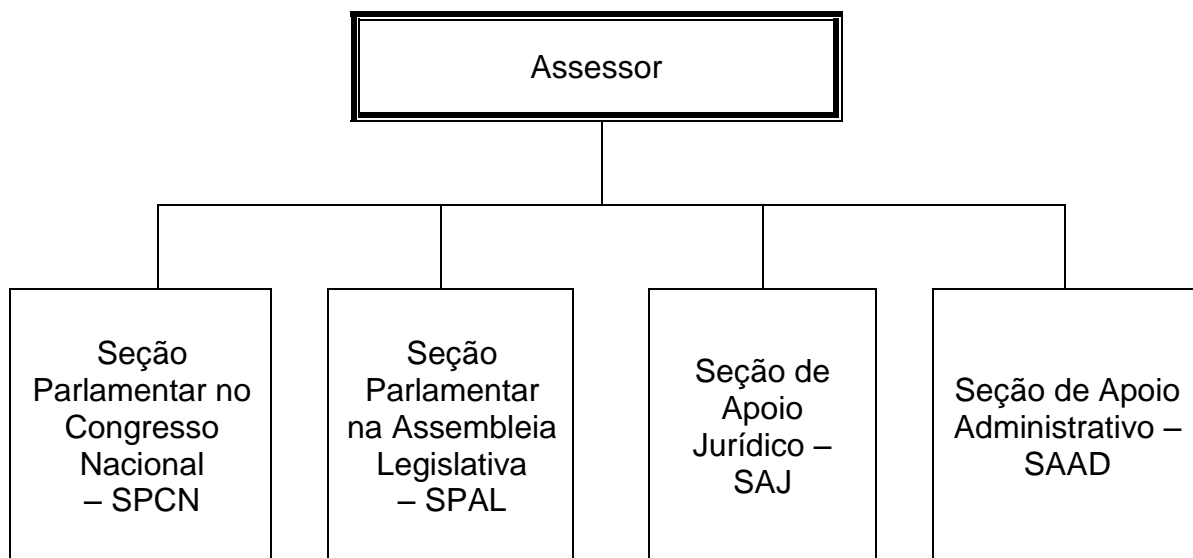 Assessor
Seção
Parlamentar no
Congresso
Nacional
– SPCN
Seção
Parlamentar
na Assembleia
Legislativa
– SPAL
Seção de
Apoio
Jurídico –
SAJ
Seção de Apoio
Administrativo –
SAAD